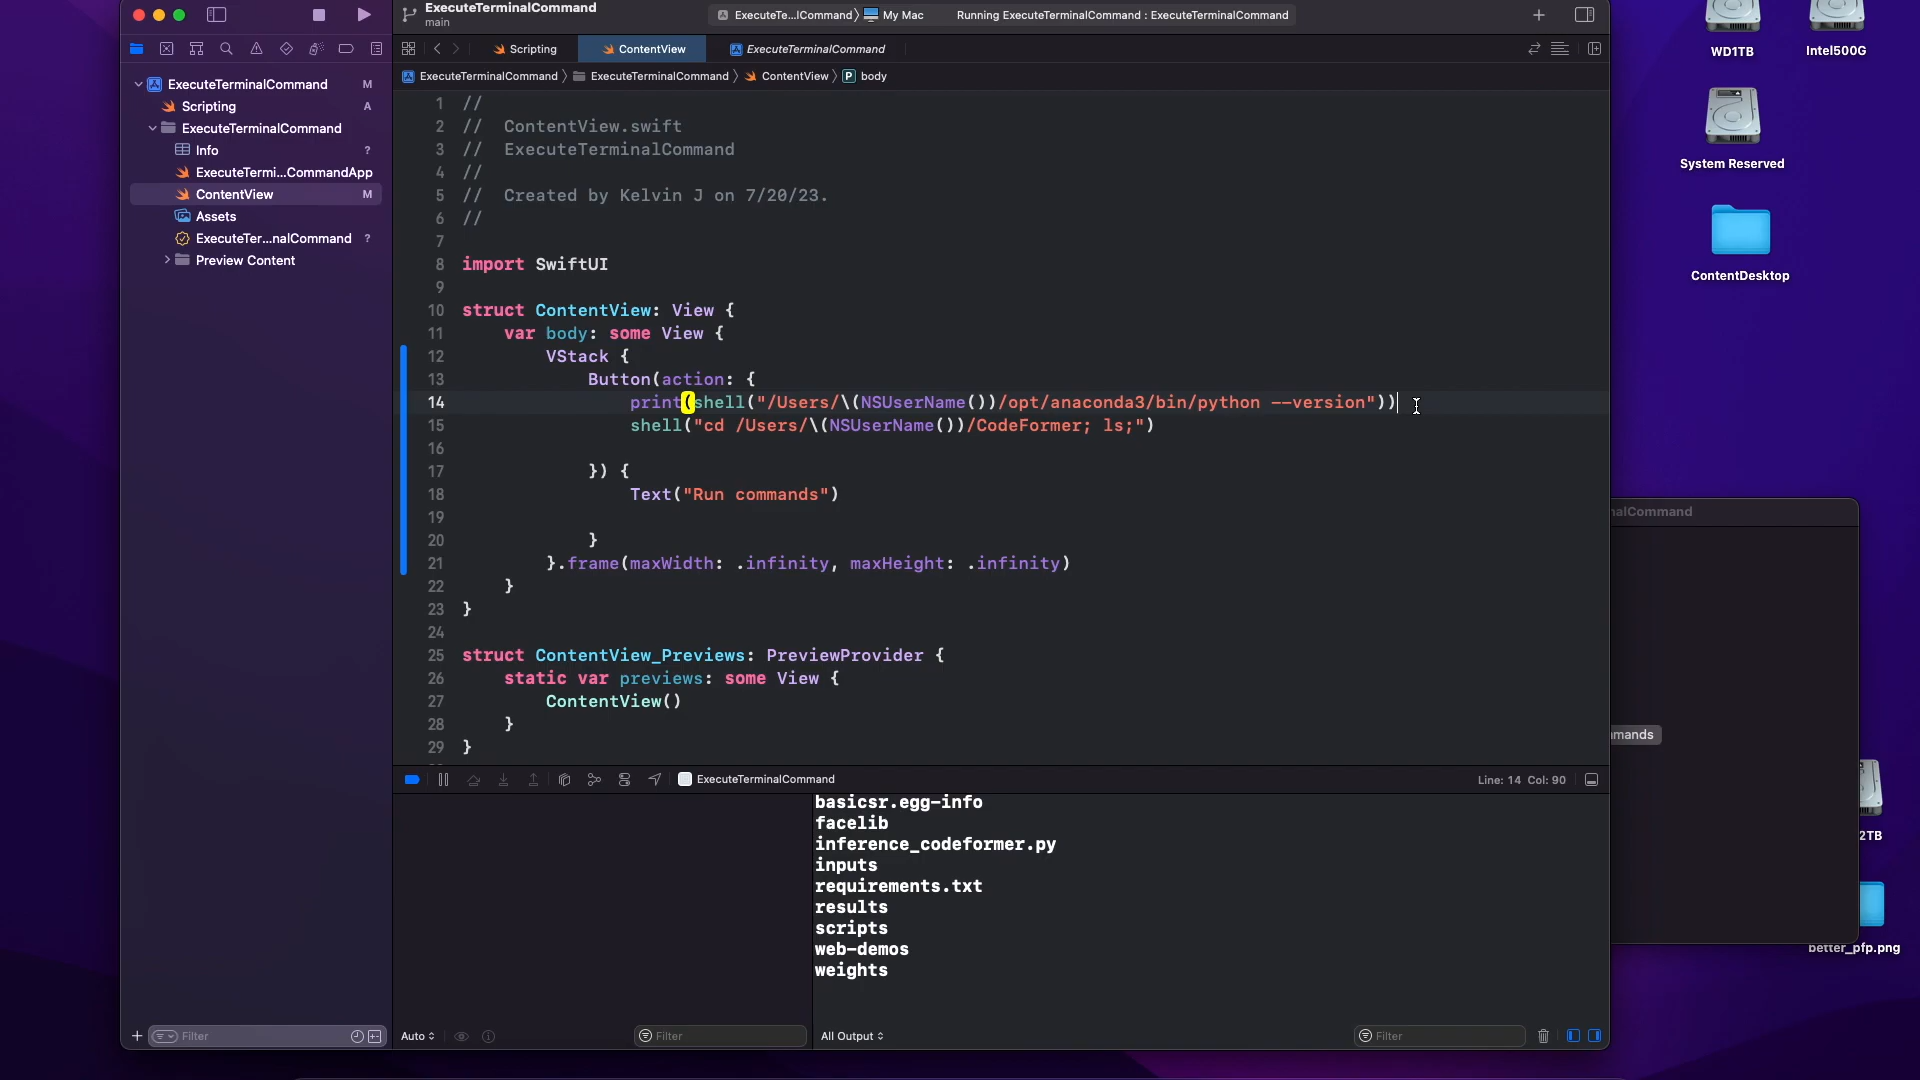 ExecuteTerminalCommand
main
ExecuteTe...lCommand
My Mac
Running ExecuteTerminalCommand : ExecuteTerminalCommand
Scripting
ContentView
ExecuteTerminalCommand
ExecuteTerminalCommand
ExecuteTerminalCommand
ContentView
P body
ExecuteTerminalCommand M
Scripting A
ExecuteTerminalCommand
Info ?
ExecuteTermi...CommandApp
ContentView M
Assets
ExecuteTer...nalCommand ?
Preview Content
1 //
2 // ContentView.swift
3 // ExecuteTerminalCommand
4 //
5 // Created by Kelvin J on 7/20/23.
6 //
7
8 import SwiftUI
9
10 struct ContentView: View {
11 var body: some View {
12 VStack {
13 Button(action: {
14 print(shell("/Users/\(NSUserName())/opt/anaconda3/bin/python --version"))
15 shell("cd /Users/\(NSUserName())/CodeFormer; ls;")
16
17 }) {
18 Text("Run commands")
19
20 }
21 }.frame(maxWidth: .infinity, maxHeight: .infinity)
22 }
23 }
24
25 struct ContentView_Previews: PreviewProvider {
26 static var previews: some View {
27 ContentView()
28 }
29 }
ExecuteTerminalCommand
Line: 14 Col: 90
basicsr.egg-info
facelib
inference_codeformer.py
inputs
requirements.txt
results
scripts
web-demos
weights
Filter
Auto
Filter
All Output
Filter
WD1TB
Intel500G
System Reserved
ContentDesktop
nalCommand
mmands
2TB
better_pfp.png